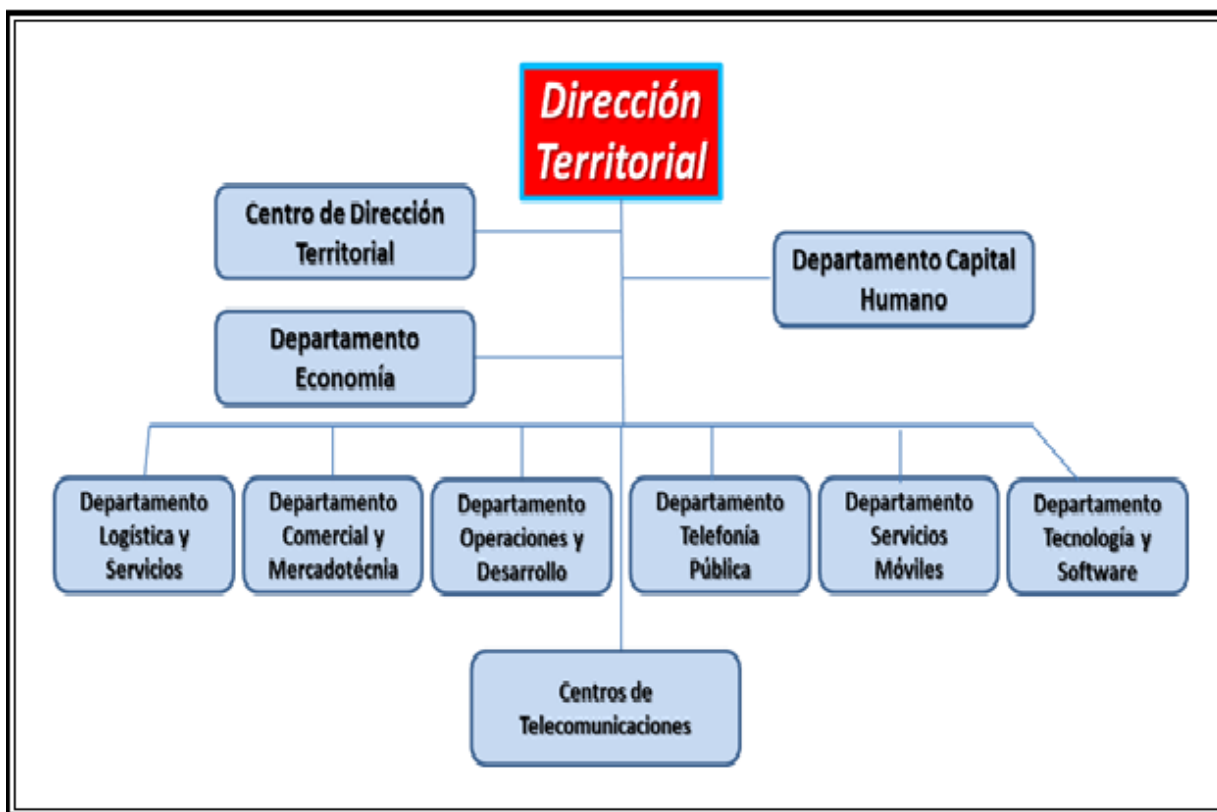 Dirección
Territorial
Centro de Dirección
Territorial
Departamento Capital
Humano
Departamento
Economía
Departamento
Logística y
Servicios
Departamento
Comercial y
Mercadotécnia
Departamento
Operaciones y
Desarrollo
Departamento
Telefonía
Pública
Departamento
Servicios
Móviles
Departamento
Tecnología y
Software
Centros de
Telecomunicaciones